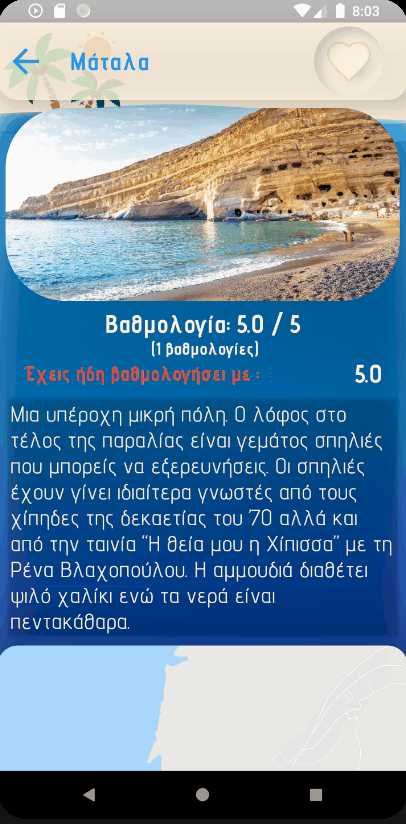 8:03
Μάταλα
Βαθμολογία: 5.0 / 5
(1 βαθμολογίες)
Έχεις ήδη βαθμολογήσει με : 5.0
Μια υπέροχη μικρή πόλη. Ο λόφος στο
τέλος της παραλίας είναι γεμάτος σπηλιές
που μπορείς να εξερευνήσεις. Οι σπηλιές
έχουν γίνει ιδιαίτερα γνωστές από τους
χίπηδες της δεκαετίας του 70 αλλά και
από την ταινία “Η θεία μου η Χίπισσα” με τη
Ρένα Βλαχοπούλου. Η αμμουδιά διαθέτει
ψιλό χαλίκι ενώ τα νερά είναι
πεντακάθαρα.